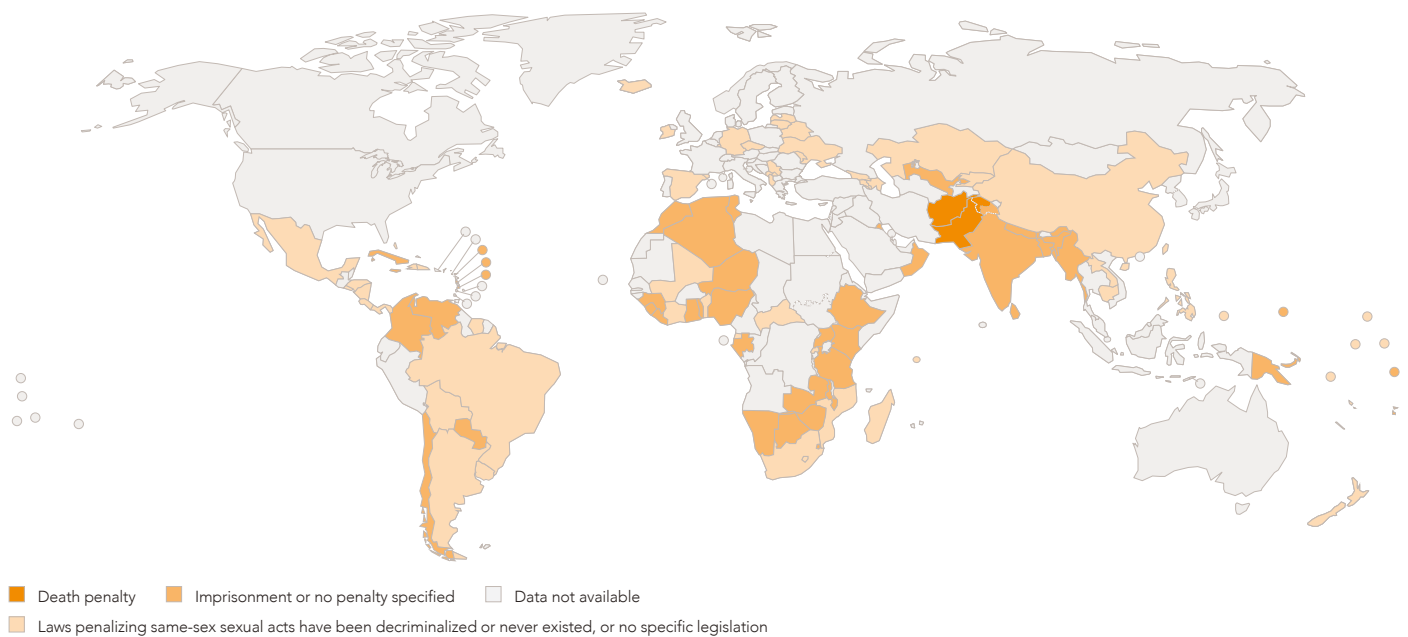 Death penalty
Imprisonment or no penalty specified
Data not available
Laws penalizing same-sex sexual acts have been decriminalized or never existed, or no specific legislation